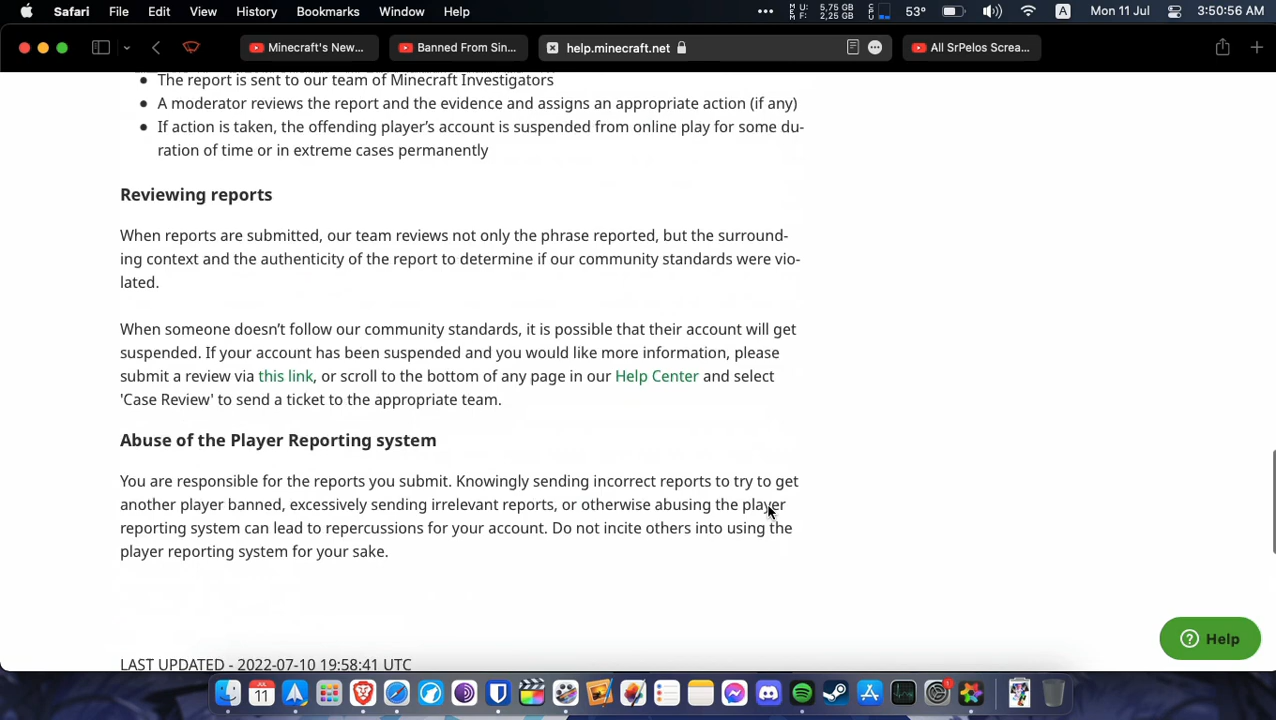 Safari File Edit View History Bookmarks Window Help ••• M: U: 5,75 GB F: 2,25 GB 53° A Mon 11 Jul 3:50:56 AM
Minecraft's New... Banned From Sin... help.minecraft.net All SrPelos Screa...
• The report is sent to our team of Minecraft Investigators
• A moderator reviews the report and the evidence and assigns an appropriate action (if any)
• If action is taken, the offending player’s account is suspended from online play for some du-
ration of time or in extreme cases permanently
Reviewing reports
When reports are submitted, our team reviews not only the phrase reported, but the surround-
ing context and the authenticity of the report to determine if our community standards were vio-
lated.
When someone doesn’t follow our community standards, it is possible that their account will get
suspended. If your account has been suspended and you would like more information, please
submit a review via this link, or scroll to the bottom of any page in our Help Center and select
'Case Review' to send a ticket to the appropriate team.
Abuse of the Player Reporting system
You are responsible for the reports you submit. Knowingly sending incorrect reports to try to get
another player banned, excessively sending irrelevant reports, or otherwise abusing the player
reporting system can lead to repercussions for your account. Do not incite others into using the
player reporting system for your sake.
Help
LAST UPDATED - 2022-07-10 19:58:41 UTC
JUL
11
1